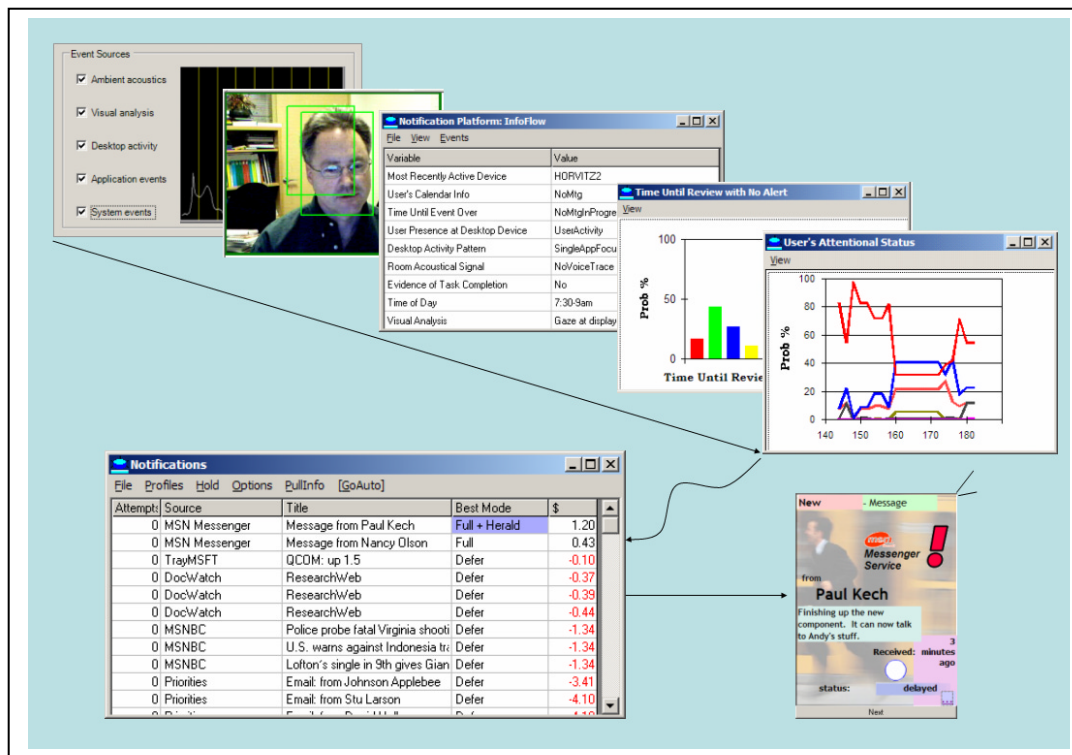 Event Sources
Ambient acoustics
Visual analysis
Desktop activity
Application events
System events
Notification Platform: InfoFlow
File View Events
Variable Value
Most Recently Active Device HORVITZ2
User's Calendar Info NoMtg
Time Until Event Over NoMtgInProgre
User Presence at Desktop Device UserActivity
Desktop Activity Pattern SingleAppFocu
Room Acoustical Signal NoVoiceTrace
Evidence of Task Completion No
Time of Day 7:30-9am
Visual Analysis Gaze at display
Time Until Review with No Alert
View
100
50
0
Prob %
Time Until Revie
User's Attentional Status
View
100
80
60
40
20
0
Prob %
140 150 160 170 180
Notifications
File Profiles Hold Options PullInfo [GoAuto]
Attempts Source Title Best Mode $
0 MSN Messenger Message from Paul Kech Full + Herald 1.20
0 MSN Messenger Message from Nancy Olson Full 0.43
0 TrayMSFT QCOM: up 1.5 Defer -0.10
0 DocWatch ResearchWeb Defer -0.37
0 DocWatch ResearchWeb Defer -0.39
0 DocWatch ResearchWeb Defer -0.44
0 MSNBC Police probe fatal Virginia shooti Defer -1.34
0 MSNBC U.S. warns against Indonesia tra Defer -1.34
0 MSNBC Lofton's single in 9th gives Gian Defer -1.34
0 Priorities Email: from Johnson Applebee Defer -3.41
0 Priorities Email: from Stu Larson Defer -4.10
New - Message
msn
Messenger
Service
from
Paul Kech
Finishing up the new
component. It can now talk
to Andy's stuff.
3
Received: minutes
ago
status: delayed
Next